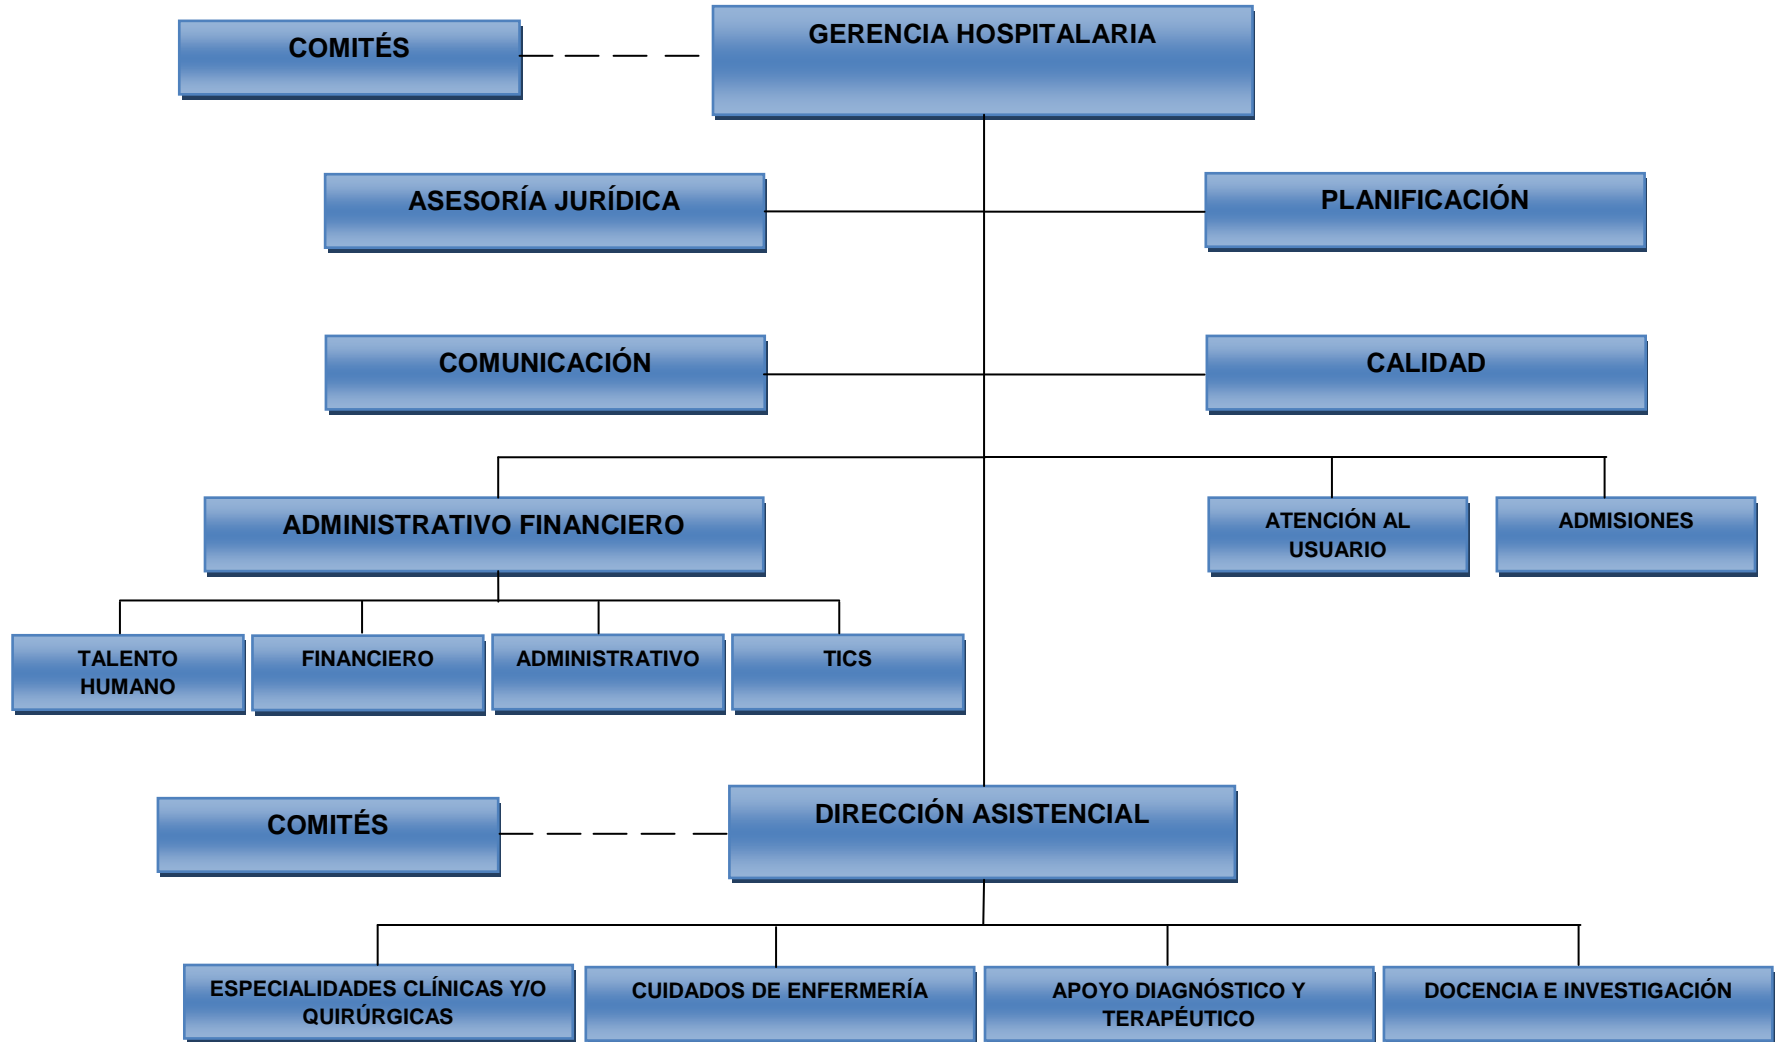 COMITÉS
GERENCIA HOSPITALARIA
ASESORÍA JURÍDICA
PLANIFICACIÓN
COMUNICACIÓN
CALIDAD
ADMINISTRATIVO FINANCIERO
ATENCIÓN AL
USUARIO
ADMISIONES
TALENTO
HUMANO
FINANCIERO
ADMINISTRATIVO
TICS
COMITÉS
DIRECCIÓN ASISTENCIAL
ESPECIALIDADES CLÍNICAS Y/O
QUIRÚRGICAS
CUIDADOS DE ENFERMERÍA
APOYO DIAGNÓSTICO Y
TERAPÉUTICO
DOCENCIA E INVESTIGACIÓN